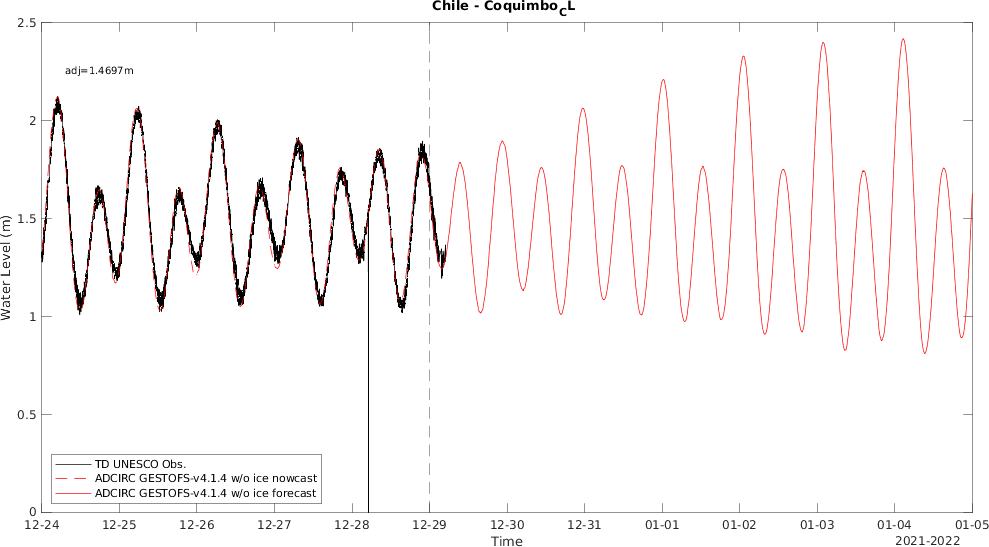 Chile - Coquimbo_CL
2.5
adj=1.4697m
2
1.5
Water Level (m)
1
0.5
TD UNESCO Obs.
ADCIRC GESTOFS-v4.1.4 w/o ice nowcast
ADCIRC GESTOFS-v4.1.4 w/o ice forecast
0
12-24 12-25 12-26 12-27 12-28 12-29 12-30 12-31 01-01 01-02 01-03 01-04 01-05
Time
2021-2022